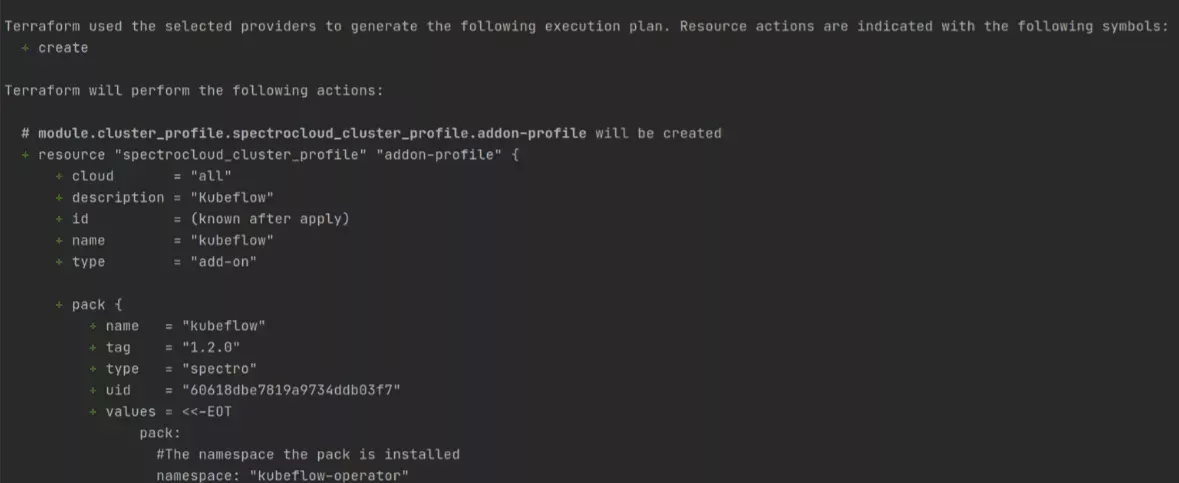 Terraform used the selected providers to generate the following execution plan. Resource actions are indicated with the following symbols:
  + create
Terraform will perform the following actions:
  # module.cluster_profile.spectrocloud_cluster_profile.addon-profile will be created
  + resource "spectrocloud_cluster_profile" "addon-profile" {
      + cloud       = "all"
      + description = "Kubeflow"
      + id          = (known after apply)
      + name        = "kubeflow"
      + type        = "add-on"
      + pack {
          + name   = "kubeflow"
          + tag    = "1.2.0"
          + type   = "spectro"
          + uid    = "60618dbe7819a9734ddb03f7"
          + values = <<-EOT
                pack:
                  #The namespace the pack is installed
                  namespace: "kubeflow-operator"